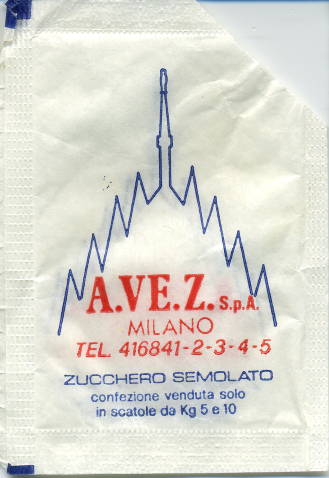 A.VE.Z. S.p.A.
MILANO
TEL. 416841-2-3-4-5
ZUCCHERO SEMOLATO
confezione venduta solo
in scatole da Kg 5 e 10